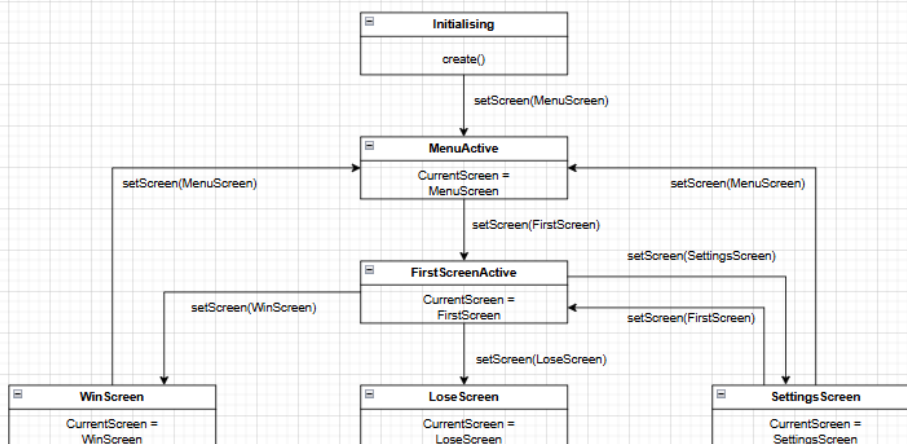 Initialising
create()
setScreen(MenuScreen)
MenuActive
CurrentScreen =
MenuScreen
setScreen(MenuScreen)
setScreen(MenuScreen)
setScreen(FirstScreen)
FirstScreenActive
CurrentScreen =
FirstScreen
setScreen(SettingsScreen)
setScreen(WinScreen)
setScreen(FirstScreen)
setScreen(LoseScreen)
WinScreen
CurrentScreen =
WinScreen
LoseScreen
CurrentScreen =
LoseScreen
SettingsScreen
CurrentScreen =
SettingsScreen